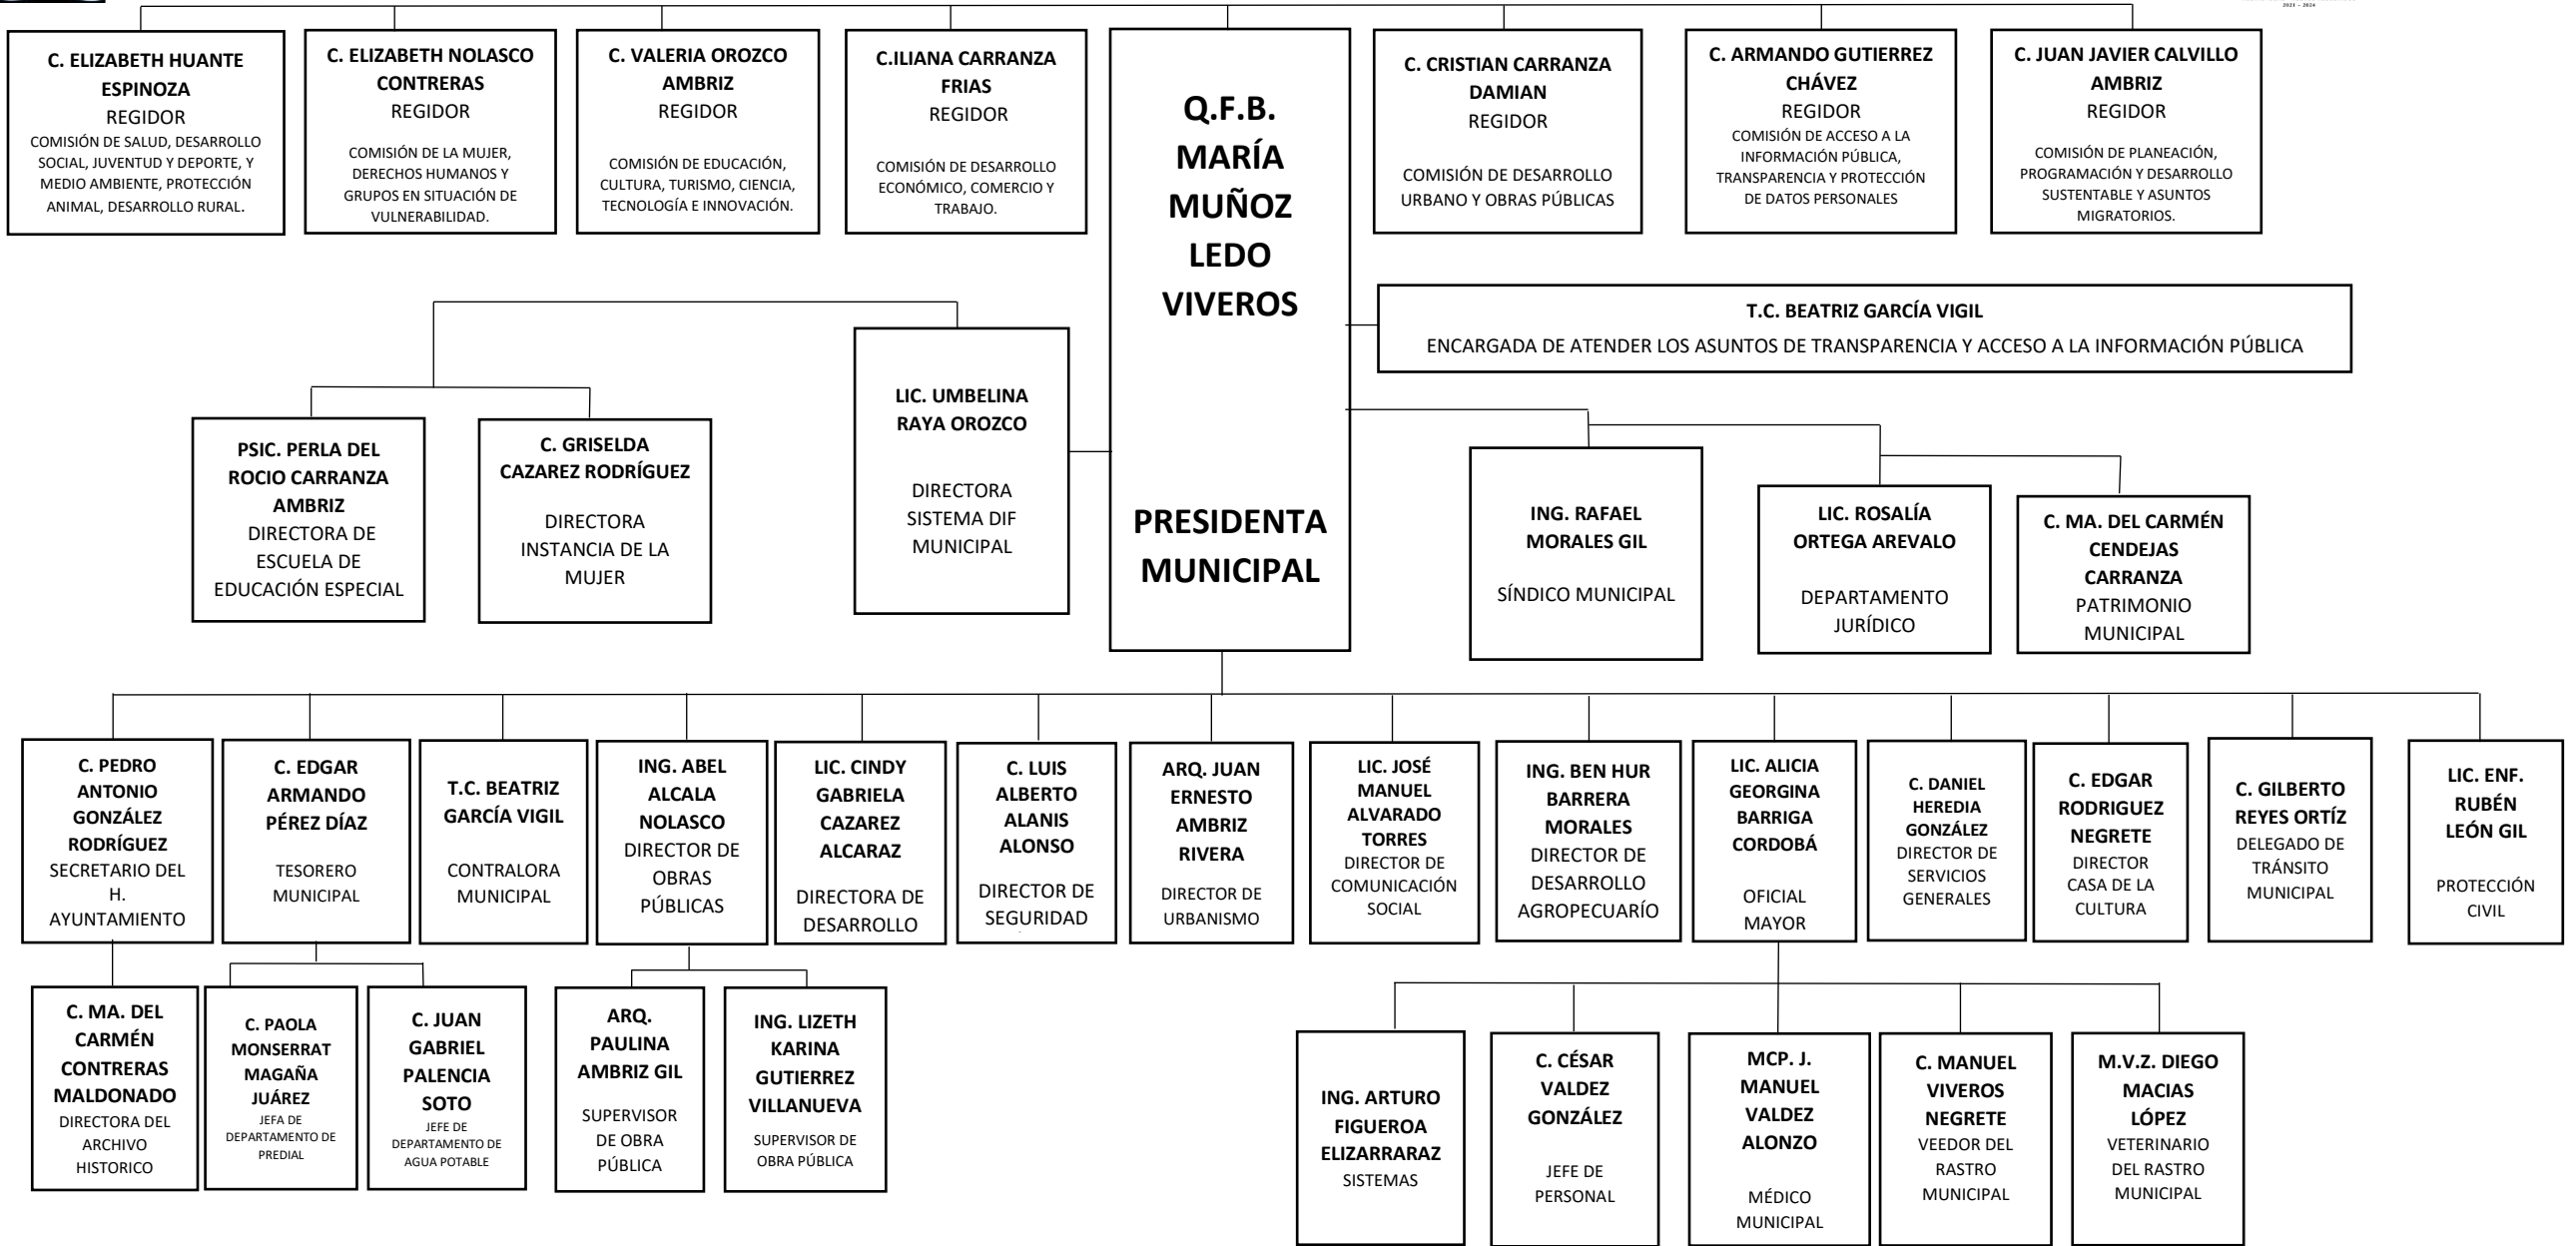 2021 – 2024
C. ELIZABETH HUANTE
ESPINOZA
REGIDOR
COMISIÓN DE SALUD, DESARROLLO
SOCIAL, JUVENTUD Y DEPORTE, Y
MEDIO AMBIENTE, PROTECCIÓN
ANIMAL, DESARROLLO RURAL.
C. ELIZABETH NOLASCO
CONTRERAS
REGIDOR
COMISIÓN DE LA MUJER,
DERECHOS HUMANOS Y
GRUPOS EN SITUACIÓN DE
VULNERABILIDAD.
C. VALERIA OROZCO
AMBRIZ
REGIDOR
COMISIÓN DE EDUCACIÓN,
CULTURA, TURISMO, CIENCIA,
TECNOLOGÍA E INNOVACIÓN.
C.ILIANA CARRANZA
FRIAS
REGIDOR
COMISIÓN DE DESARROLLO
ECONÓMICO, COMERCIO Y
TRABAJO.
Q.F.B.
MARÍA
MUÑOZ
LEDO
VIVEROS
PRESIDENTA
MUNICIPAL
C. CRISTIAN CARRANZA
DAMIAN
REGIDOR
COMISIÓN DE DESARROLLO
URBANO Y OBRAS PÚBLICAS
C. ARMANDO GUTIERREZ
CHÁVEZ
REGIDOR
COMISIÓN DE ACCESO A LA
INFORMACIÓN PÚBLICA,
TRANSPARENCIA Y PROTECCIÓN
DE DATOS PERSONALES
C. JUAN JAVIER CALVILLO
AMBRIZ
REGIDOR
COMISIÓN DE PLANEACIÓN,
PROGRAMACIÓN Y DESARROLLO
SUSTENTABLE Y ASUNTOS
MIGRATORIOS.
T.C. BEATRIZ GARCÍA VIGIL
ENCARGADA DE ATENDER LOS ASUNTOS DE TRANSPARENCIA Y ACCESO A LA INFORMACIÓN PÚBLICA
PSIC. PERLA DEL
ROCIO CARRANZA
AMBRIZ
DIRECTORA DE
ESCUELA DE
EDUCACIÓN ESPECIAL
C. GRISELDA
CAZAREZ RODRÍGUEZ
DIRECTORA
INSTANCIA DE LA
MUJER
LIC. UMBELINA
RAYA OROZCO
DIRECTORA
SISTEMA DIF
MUNICIPAL
ING. RAFAEL
MORALES GIL
SÍNDICO MUNICIPAL
LIC. ROSALÍA
ORTEGA AREVALO
DEPARTAMENTO
JURÍDICO
C. MA. DEL CARMÉN
CENDEJAS
CARRANZA
PATRIMONIO
MUNICIPAL
C. PEDRO
ANTONIO
GONZÁLEZ
RODRÍGUEZ
SECRETARIO DEL
H.
AYUNTAMIENTO
C. EDGAR
ARMANDO
PÉREZ DÍAZ
TESORERO
MUNICIPAL
T.C. BEATRIZ
GARCÍA VIGIL
CONTRALORA
MUNICIPAL
ING. ABEL
ALCALA
NOLASCO
DIRECTOR DE
OBRAS
PÚBLICAS
LIC. CINDY
GABRIELA
CAZAREZ
ALCARAZ
DIRECTORA DE
DESARROLLO
C. LUIS
ALBERTO
ALANIS
ALONSO
DIRECTOR DE
SEGURIDAD
ARQ. JUAN
ERNESTO
AMBRIZ
RIVERA
DIRECTOR DE
URBANISMO
LIC. JOSÉ
MANUEL
ALVARADO
TORRES
DIRECTOR DE
COMUNICACIÓN
SOCIAL
ING. BEN HUR
BARRERA
MORALES
DIRECTOR DE
DESARROLLO
AGROPECUARÍO
LIC. ALICIA
GEORGINA
BARRIGA
CORDOBÁ
OFICIAL
MAYOR
C. DANIEL
HEREDIA
GONZÁLEZ
DIRECTOR DE
SERVICIOS
GENERALES
C. EDGAR
RODRIGUEZ
NEGRETE
DIRECTOR
CASA DE LA
CULTURA
C. GILBERTO
REYES ORTÍZ
DELEGADO DE
TRÁNSITO
MUNICIPAL
LIC. ENF.
RUBÉN
LEÓN GIL
PROTECCIÓN
CIVIL
C. MA. DEL
CARMÉN
CONTRERAS
MALDONADO
DIRECTORA DEL
ARCHIVO
HISTORICO
C. PAOLA
MONSERRAT
MAGAÑA
JUÁREZ
JEFA DE
DEPARTAMENTO DE
PREDIAL
C. JUAN
GABRIEL
PALENCIA
SOTO
JEFE DE
DEPARTAMENTO DE
AGUA POTABLE
ARQ.
PAULINA
AMBRIZ GIL
SUPERVISOR
DE OBRA
PÚBLICA
ING. LIZETH
KARINA
GUTIERREZ
VILLANUEVA
SUPERVISOR DE
OBRA PÚBLICA
ING. ARTURO
FIGUEROA
ELIZARRARAZ
SISTEMAS
C. CÉSAR
VALDEZ
GONZÁLEZ
JEFE DE
PERSONAL
MCP. J.
MANUEL
VALDEZ
ALONZO
MÉDICO
MUNICIPAL
C. MANUEL
VIVEROS
NEGRETE
VEEDOR DEL
RASTRO
MUNICIPAL
M.V.Z. DIEGO
MACIAS
LÓPEZ
VETERINARIO
DEL RASTRO
MUNICIPAL